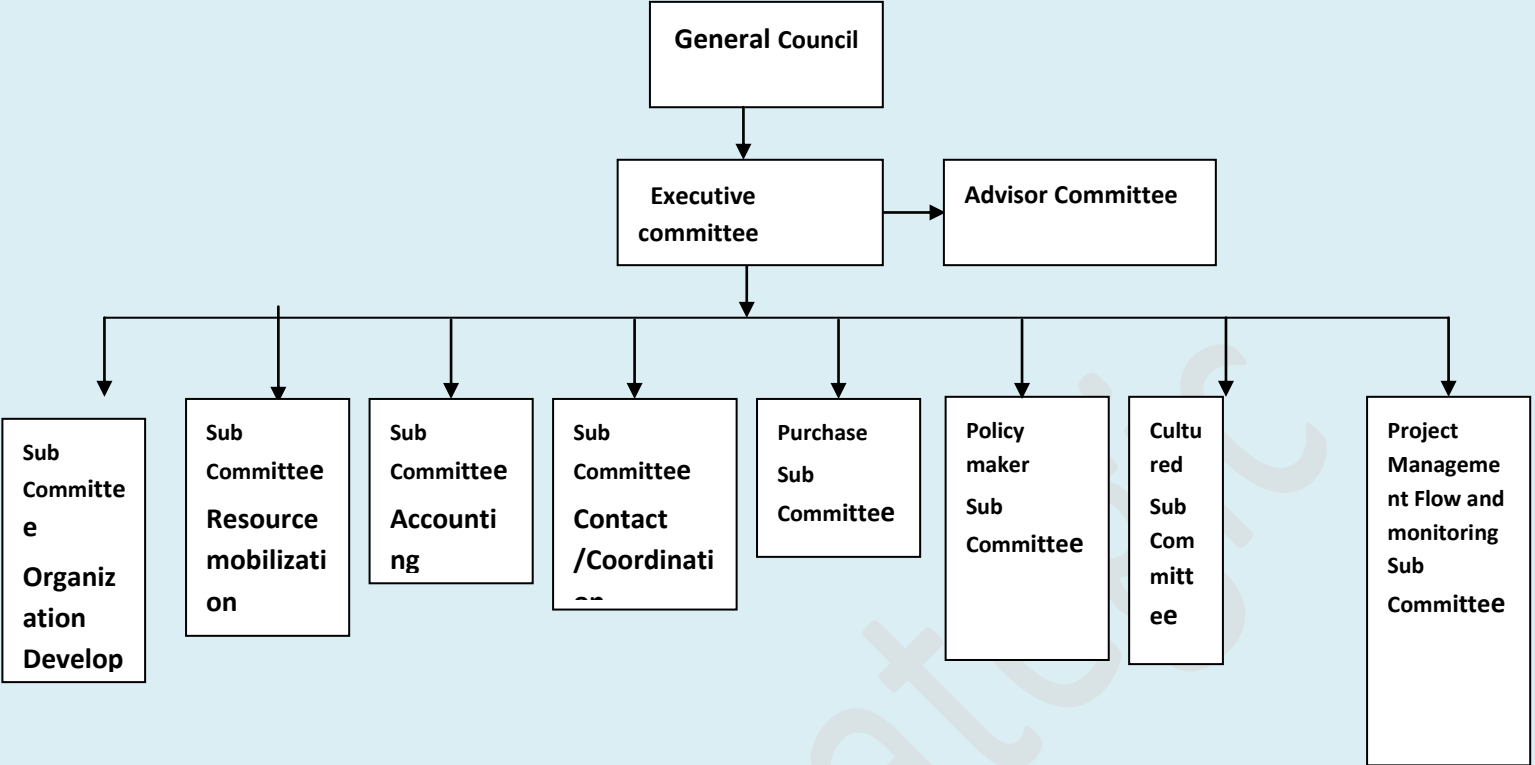 General Council
Executive
committee
Advisor Committee
Sub
Committe
e
Organiz
ation
Develop
Sub
Committee
Resource
mobilizati
on
Sub
Committee
Accounti
ng
Sub
Committee
Contact
/Coordinati
on
Purchase
Sub
Committee
Policy
maker
Sub
Committee
Cultu
red
Sub
Com
mitt
ee
Project
Manageme
nt Flow and
monitoring
Sub
Committee